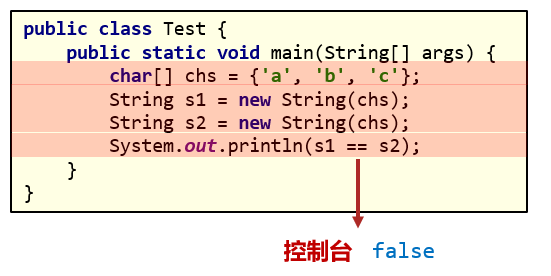 public class Test {
    public static void main(String[] args) {
        char[] chs = {'a', 'b', 'c'};
        String s1 = new String(chs);
        String s2 = new String(chs);
        System.out.println(s1 == s2);
    }
}
控制台 false